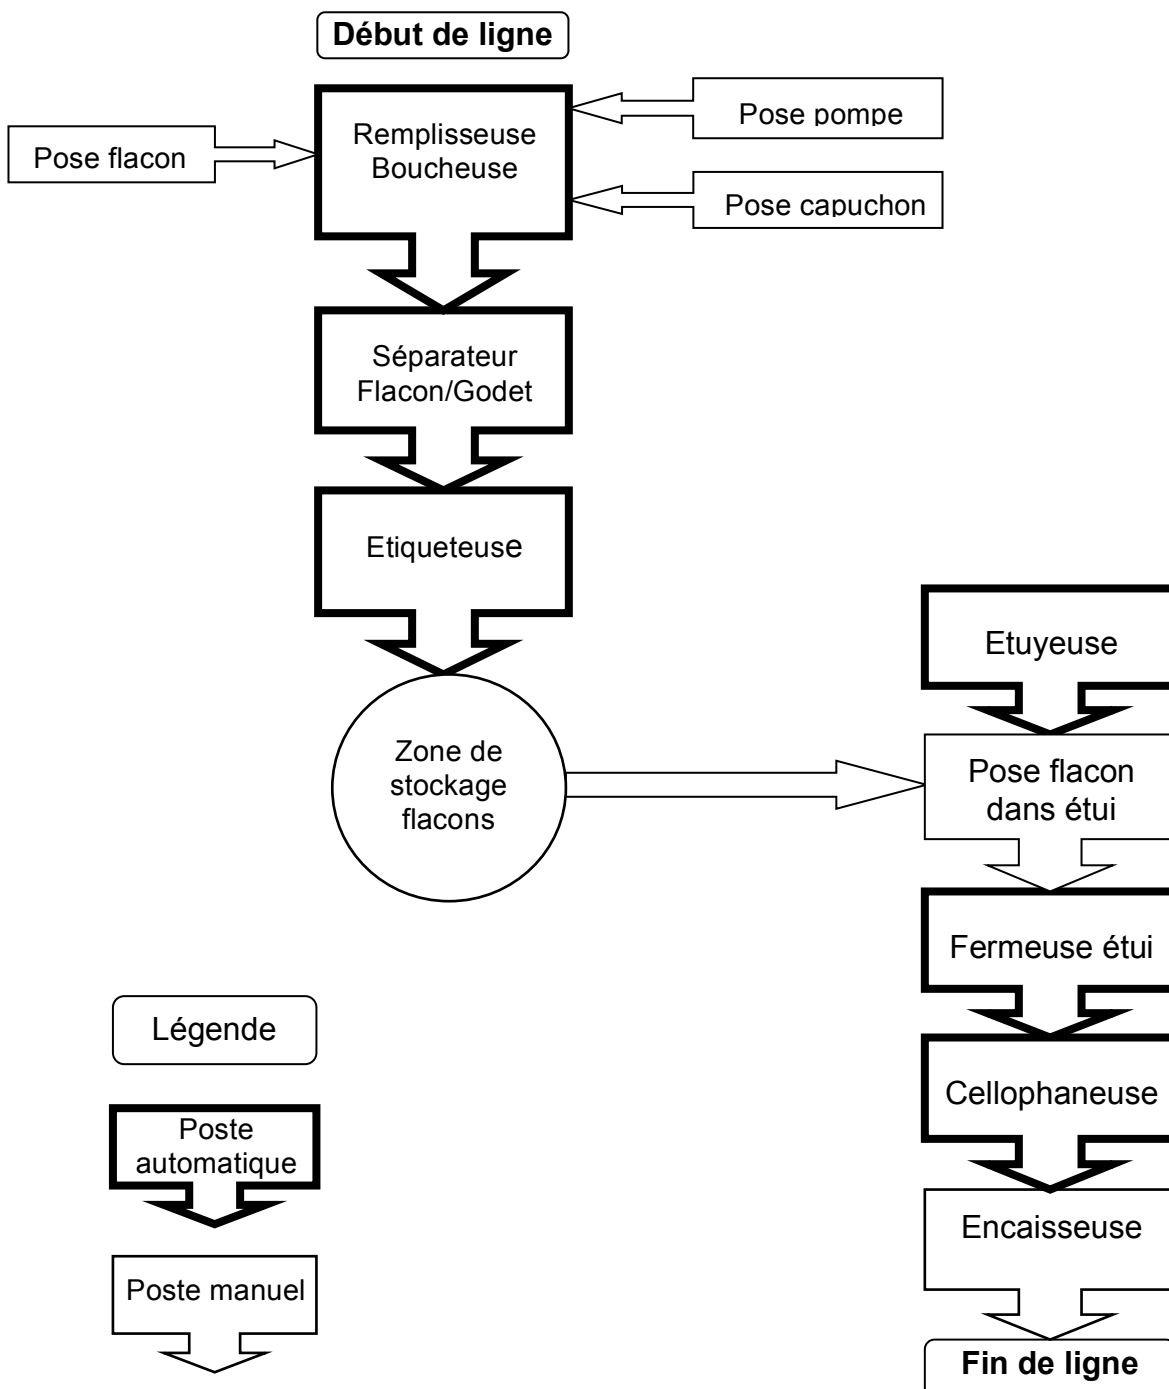 Début de ligne
Pose flacon
Remplisseuse
Boucheuse
Pose pompe
Pose capuchon
Séparateur
Flacon/Godet
Etiqueteuse
Zone de
stockage
flacons
Etuyeuse
Pose flacon
dans étui
Fermeuse étui
Cellophaneuse
Encaisseuse
Fin de ligne
Légende
Poste
automatique
Poste manuel